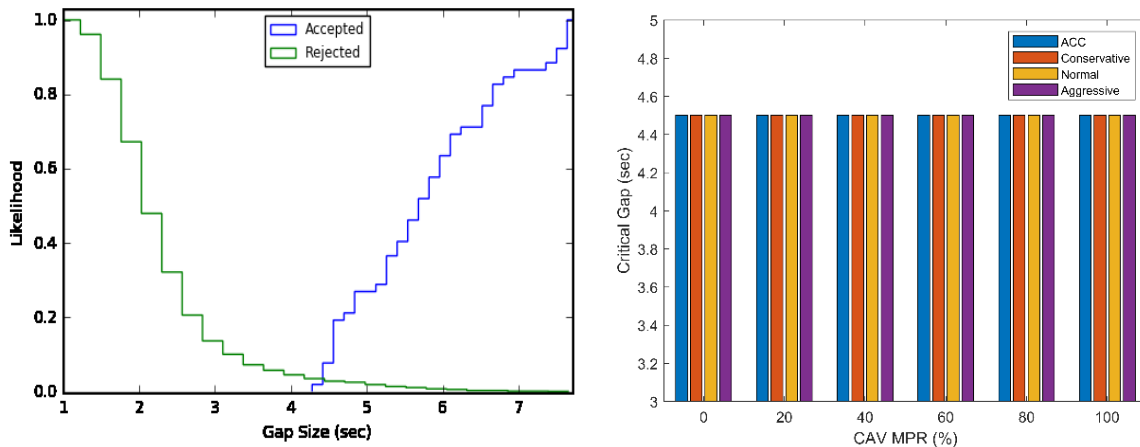 Accepted
Rejected
1.0
0.8
0.6
0.4
0.2
0.0
Likelihood
1 2 3 4 5 6 7
Gap Size (sec)
ACC
Conservative
Normal
Aggressive
5
4.8
4.6
4.4
4.2
4
3.8
3.6
3.4
3.2
3
Critical Gap (sec)
0 20 40 60 80 100
CAV MPR (%)